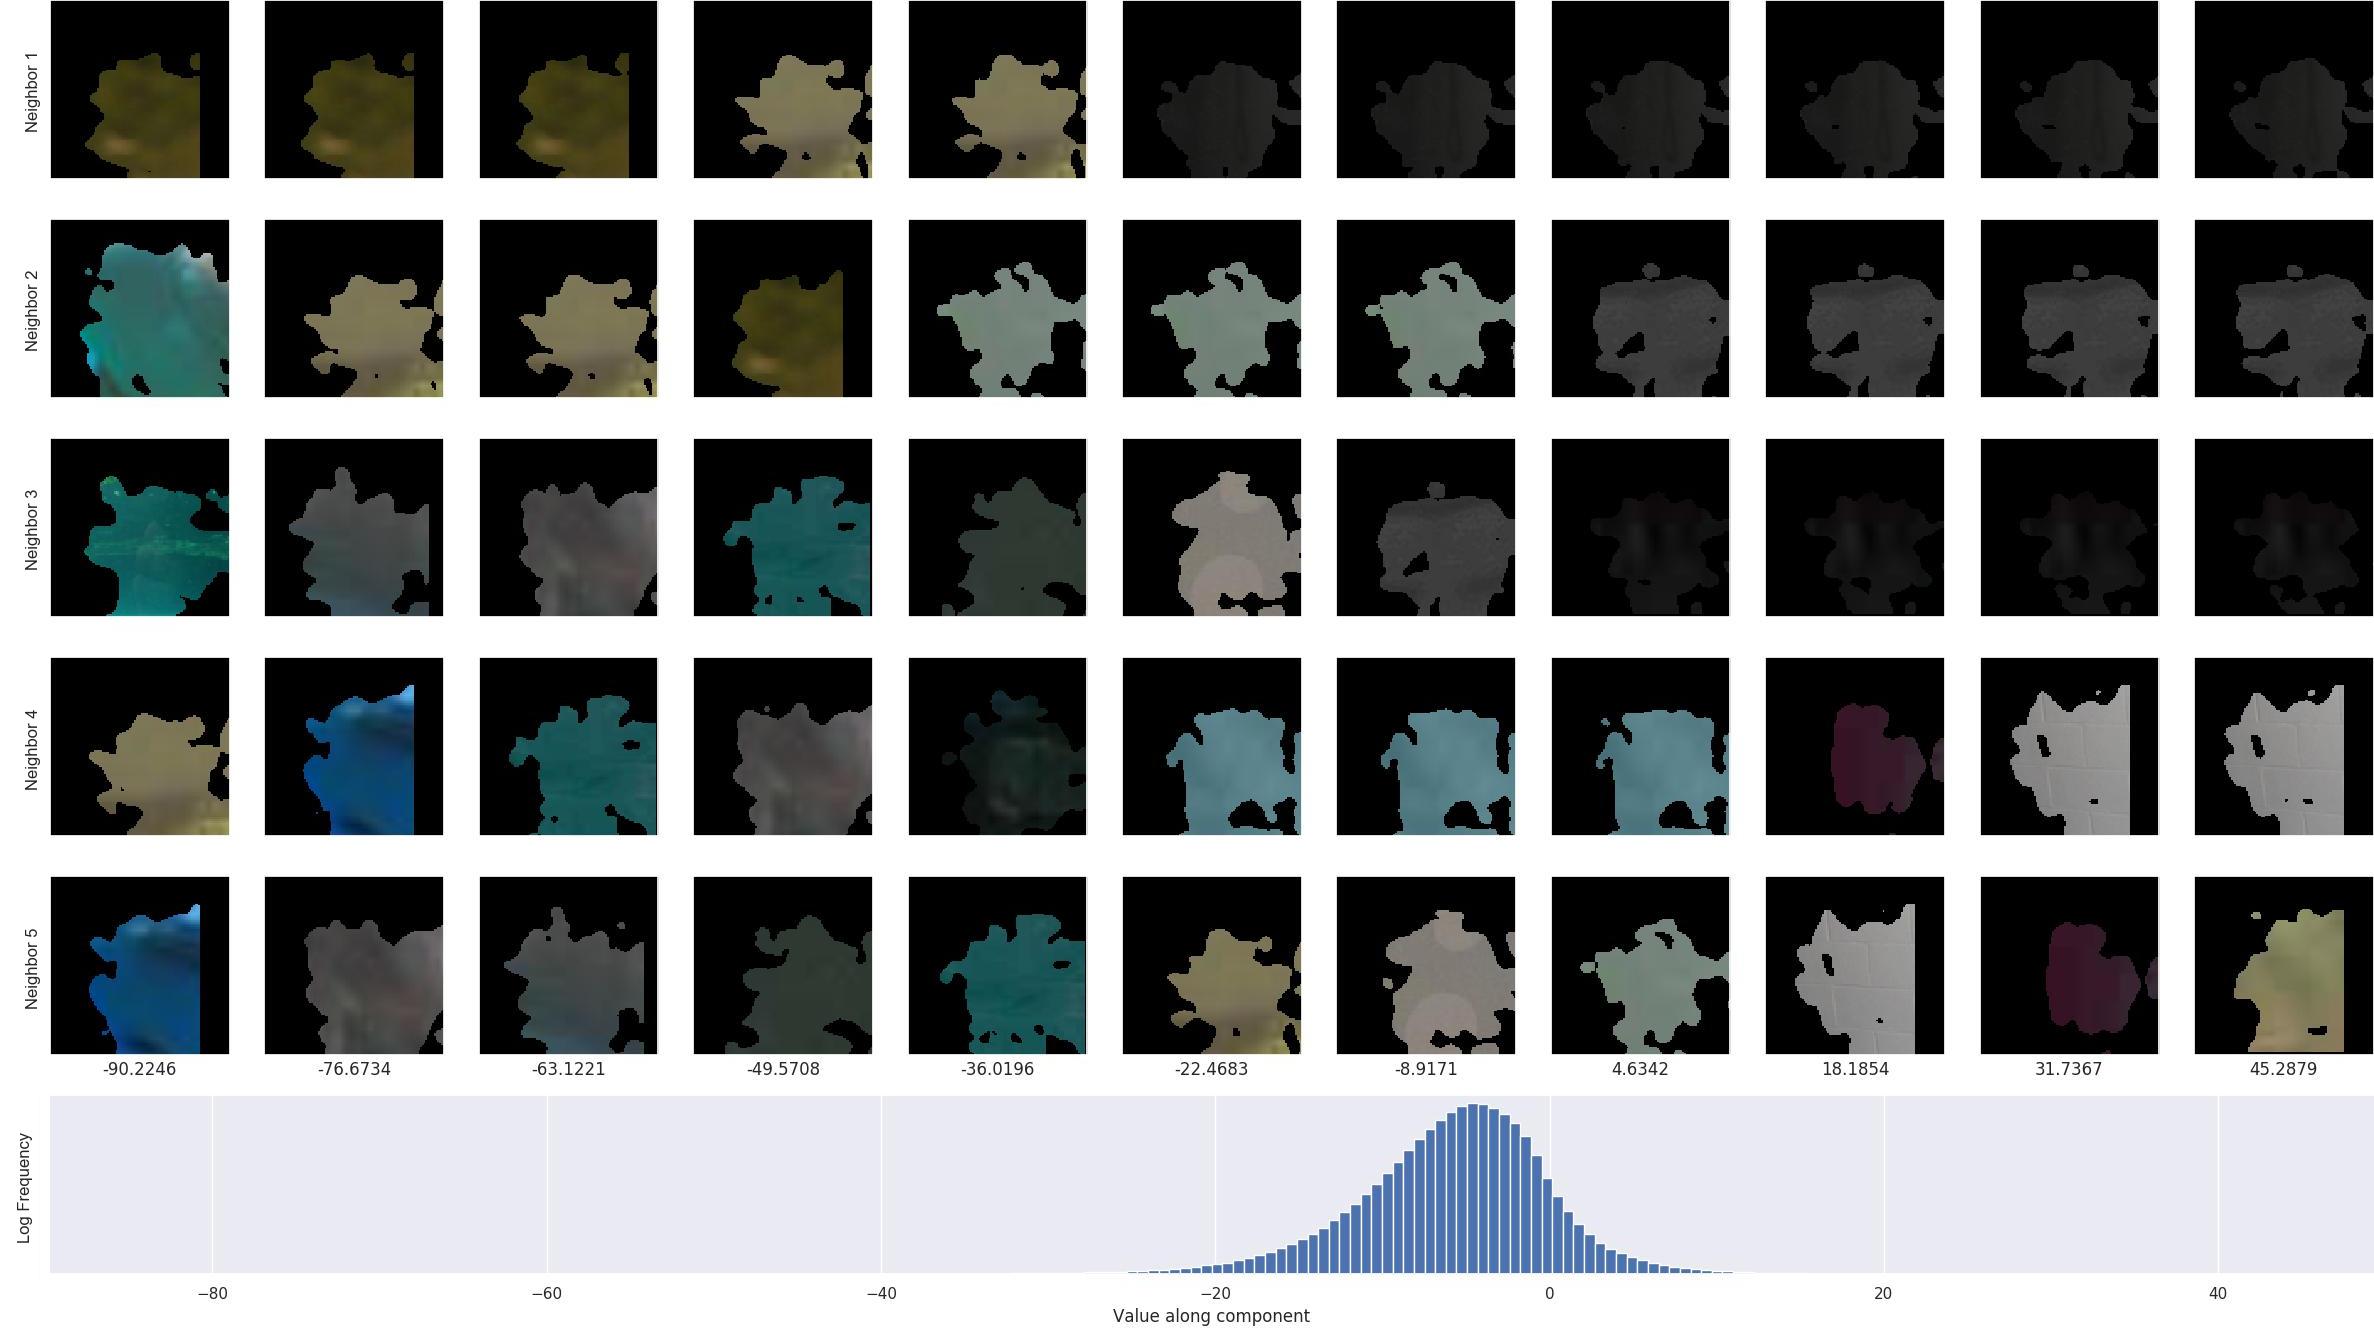 Neighbor 1
Neighbor 2
Neighbor 3
Neighbor 4
Neighbor 5
-90.2246 -76.6734 -63.1221 -49.5708 -36.0196 -22.4683 -8.9171 4.6342 18.1854 31.7367 45.2879
Log Frequency
−80 −60 −40 −20 0 20 40
Value along component